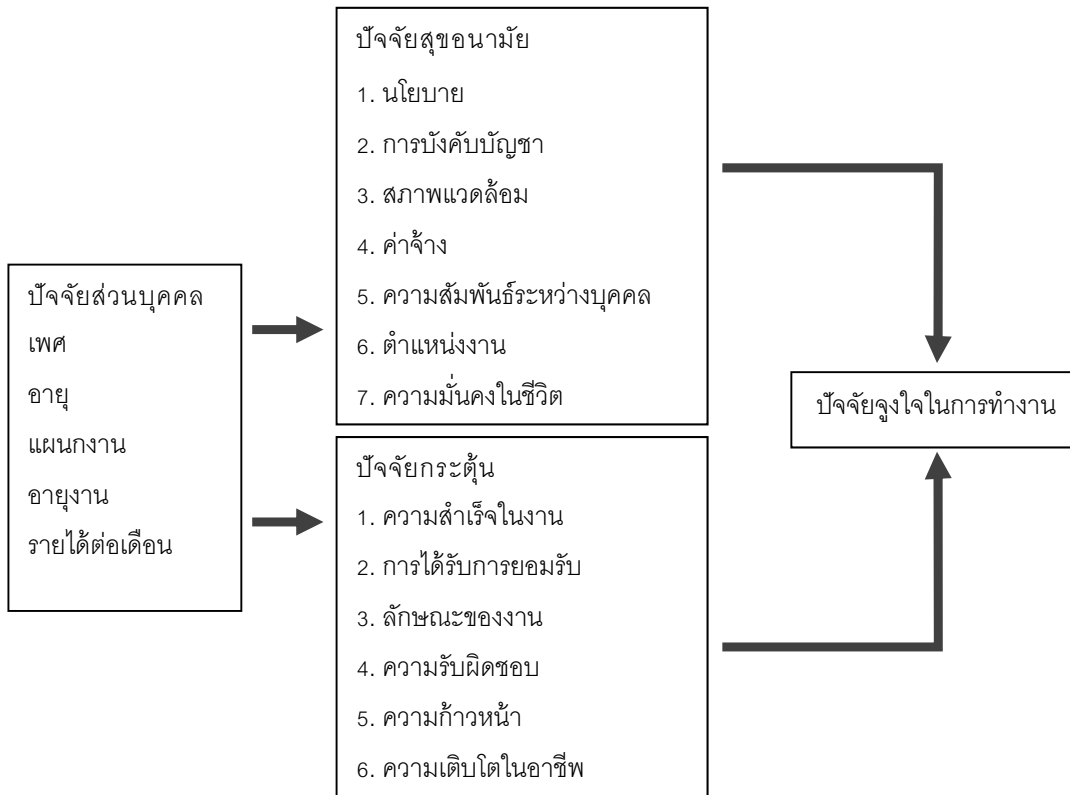 ปัจจัยส่วนบุคคล
เพศ
อายุ
แผนกงาน
อายุงาน
รายได้ต่อเดือน
ปัจจัยสุขอนามัย
1. นโยบาย
2. การบังคับบัญชา
3. สภาพแวดล้อม
4. ค่าจ้าง
5. ความสัมพันธ์ระหว่างบุคคล
6. ตำแหน่งงาน
7. ความมั่นคงในชีวิต
ปัจจัยกระตุ้น
1. ความสำเร็จในงาน
2. การได้รับการยอมรับ
3. ลักษณะของงาน
4. ความรับผิดชอบ
5. ความก้าวหน้า
6. ความเติบโตในอาชีพ
ปัจจัยจูงใจในการทำงาน